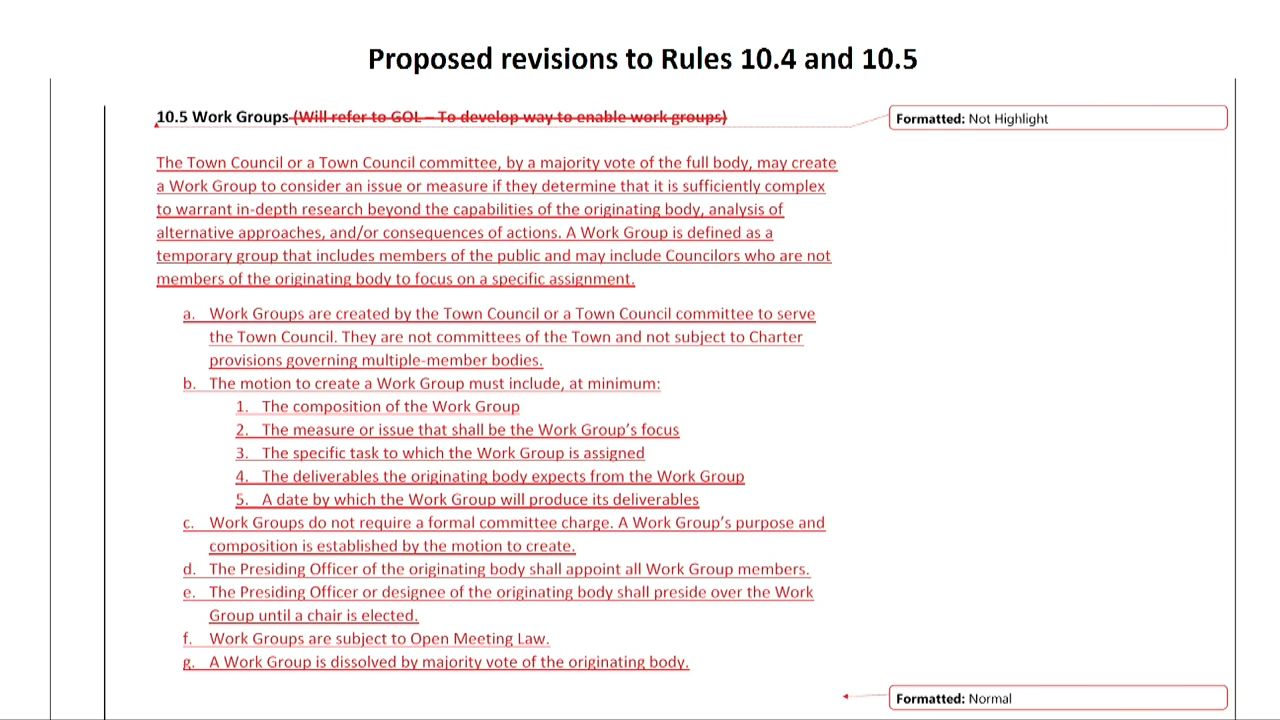 Proposed revisions to Rules 10.4 and 10.5
10.5 Work Groups (Will refer to GOL – To develop way to enable work groups)
Formatted: Not Highlight
The Town Council or a Town Council committee, by a majority vote of the full body, may create
a Work Group to consider an issue or measure if they determine that it is sufficiently complex
to warrant in-depth research beyond the capabilities of the originating body, analysis of
alternative approaches, and/or consequences of actions. A Work Group is defined as a
temporary group that includes members of the public and may include Councilors who are not
members of the originating body to focus on a specific assignment.
a. Work Groups are created by the Town Council or a Town Council committee to serve
the Town Council. They are not committees of the Town and not subject to Charter
provisions governing multiple-member bodies.
b. The motion to create a Work Group must include, at minimum:
1. The composition of the Work Group
2. The measure or issue that shall be the Work Group’s focus
3. The specific task to which the Work Group is assigned
4. The deliverables the originating body expects from the Work Group
5. A date by which the Work Group will produce its deliverables
c. Work Groups do not require a formal committee charge. A Work Group’s purpose and
composition is established by the motion to create.
d. The Presiding Officer of the originating body shall appoint all Work Group members.
e. The Presiding Officer or designee of the originating body shall preside over the Work
Group until a chair is elected.
f. Work Groups are subject to Open Meeting Law.
g. A Work Group is dissolved by majority vote of the originating body.
Formatted: Normal